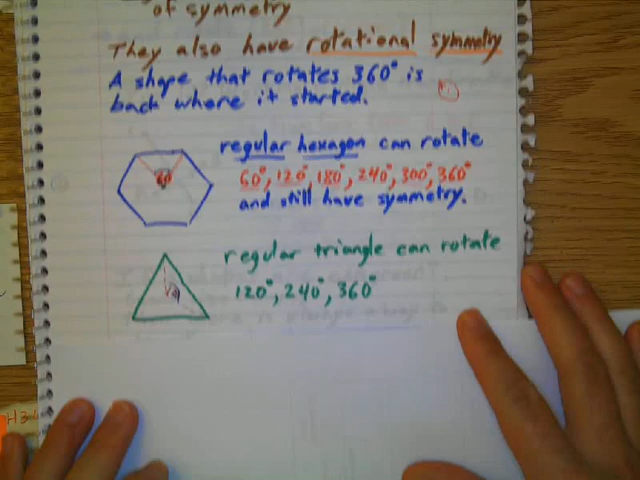 of symmetry
They also have rotational symmetry
A shape that rotates 360° is
back where it started.
regular hexagon can rotate
60°, 120°, 180°, 240°, 300°, 360°
and still have symmetry.
60
regular triangle can rotate
120°, 240°, 360°